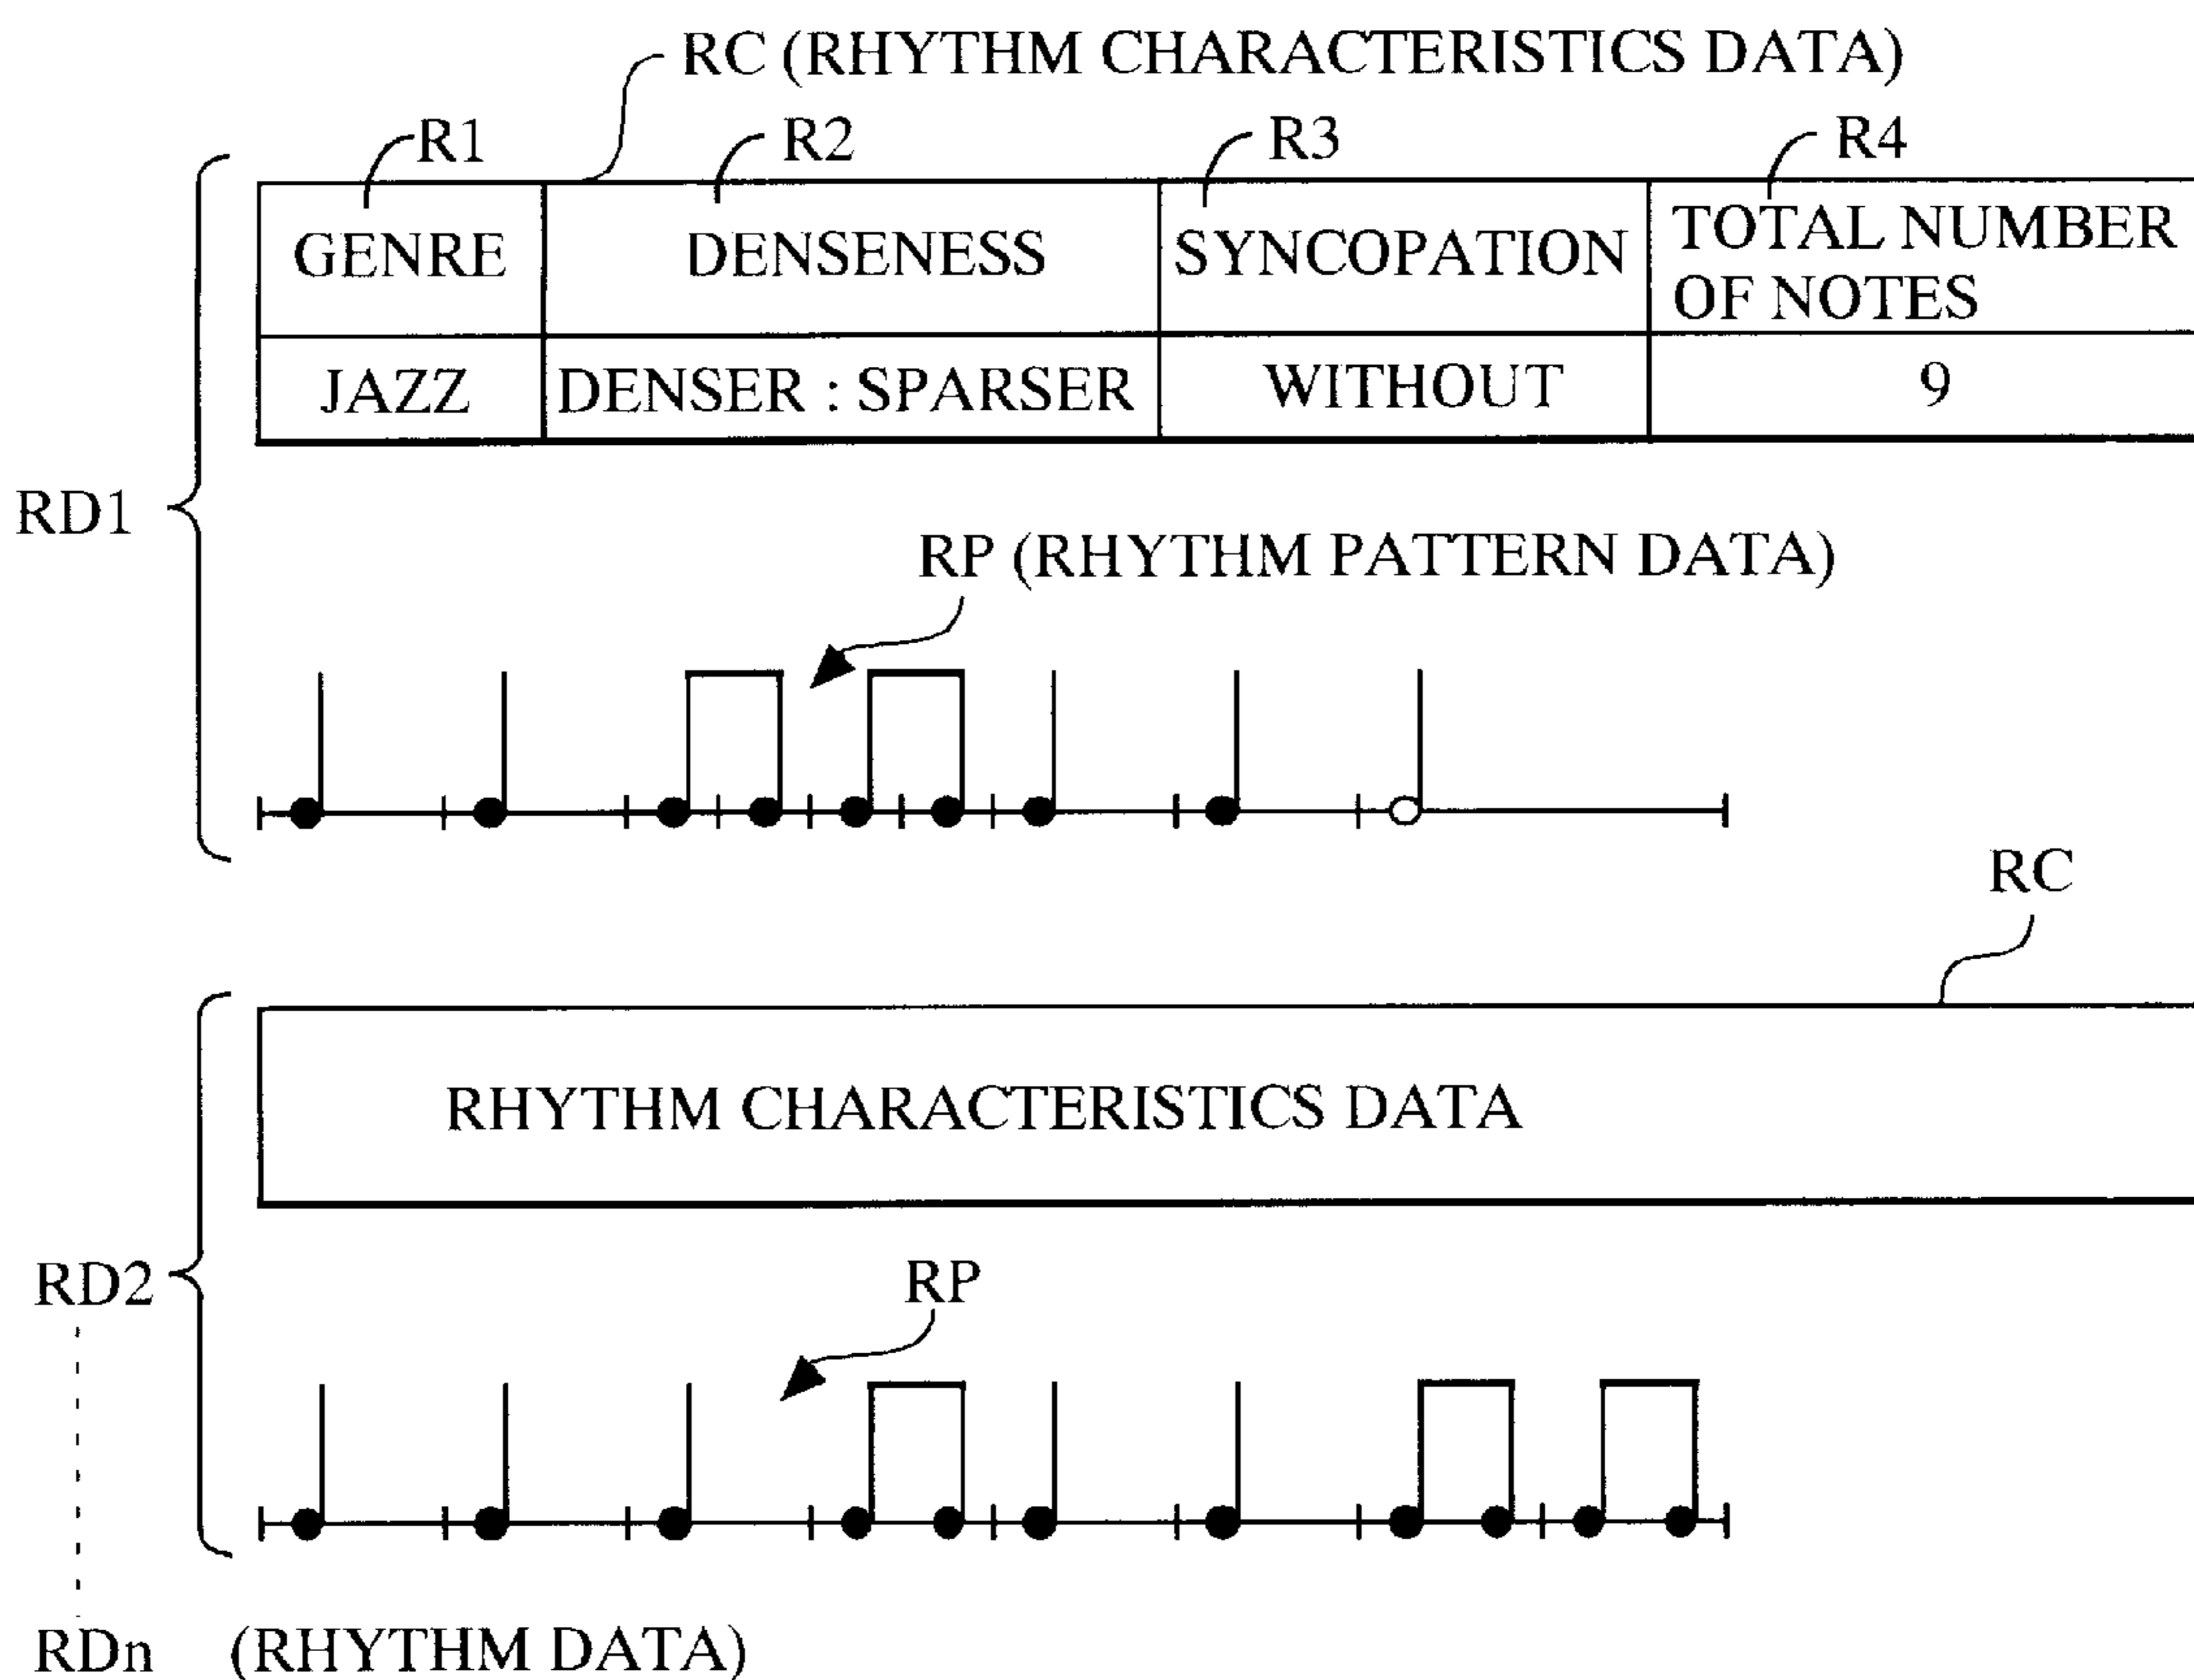 RC (RHYTHM CHARACTERISTICS DATA)
R1 R2 R3 R4
GENRE DENSENESS SYNCOPATION TOTAL NUMBER
OF NOTES
JAZZ DENSER : SPARSER WITHOUT 9
RD1
RP (RHYTHM PATTERN DATA)
RC
RHYTHM CHARACTERISTICS DATA
RD2
RP
RDn (RHYTHM DATA)